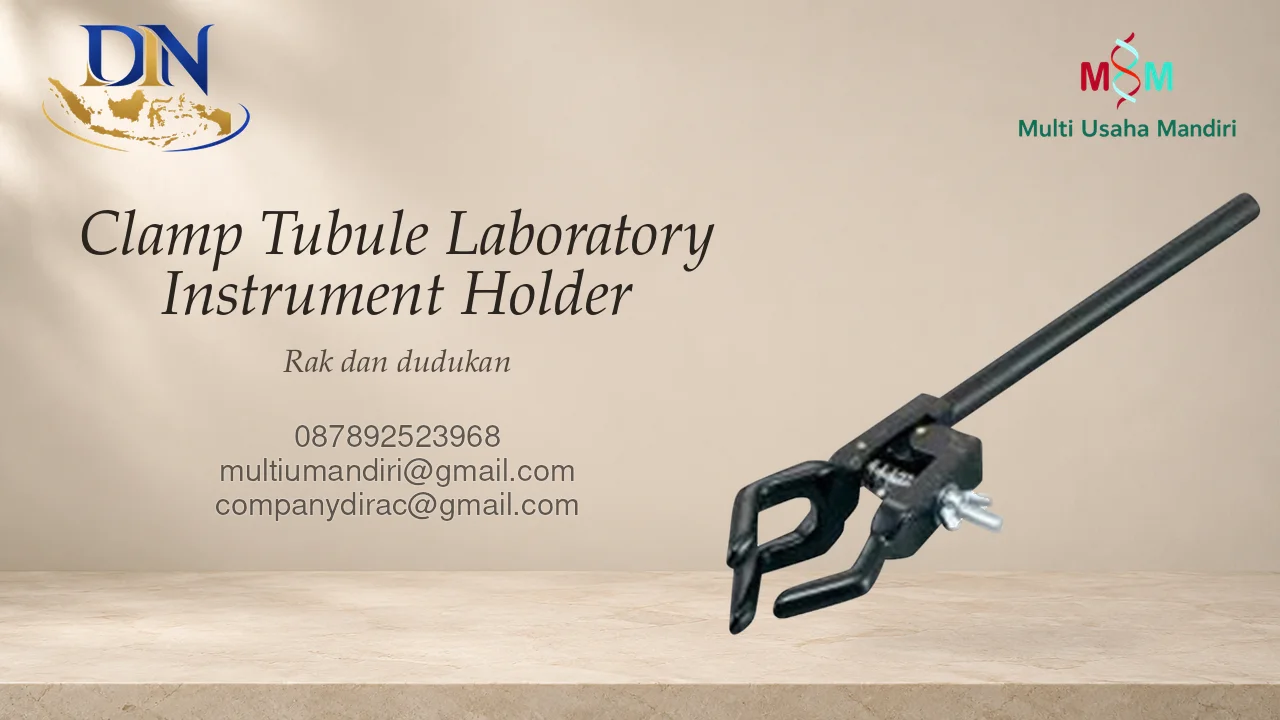 DN
M M
Multi Usaha Mandiri
Clamp Tubule Laboratory
Instrument Holder
Rak dan dudukan
087892523968
multiumandiri@gmail.com
companydirac@gmail.com